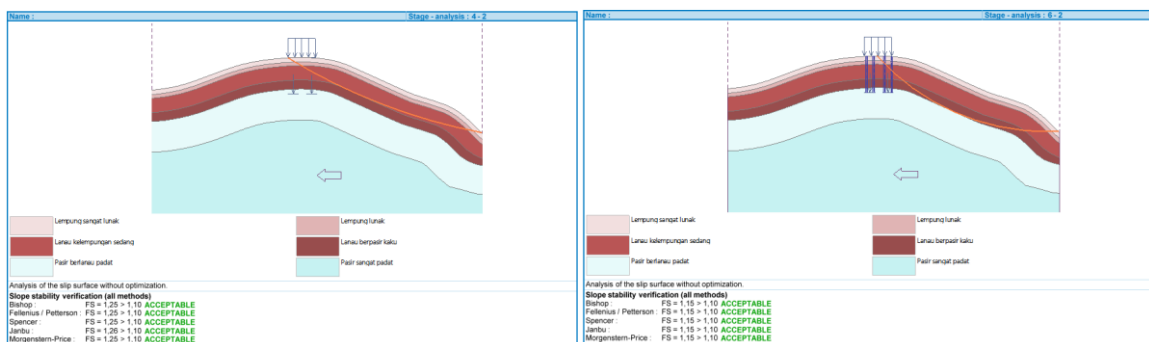 Name :
Stage - analysis : 4 - 2
Lempung sangat lunak
Lempung lunak
Lanau kelempungan sedang
Lanau berpasir kaku
Pasir berlanau padat
Pasir sangat padat
Analysis of the slip surface without optimization.
Slope stability verification (all methods)
Bishop : FS = 1,25 > 1,10 ACCEPTABLE
Fellenius / Petterson : FS = 1,25 > 1,10 ACCEPTABLE
Spencer : FS = 1,25 > 1,10 ACCEPTABLE
Janbu : FS = 1,26 > 1,10 ACCEPTABLE
Morgenstern-Price : FS = 1,25 > 1,10 ACCEPTABLE
Name :
Stage - analysis : 6 - 2
Lempung sangat lunak
Lempung lunak
Lanau kelempungan sedang
Lanau berpasir kaku
Pasir berlanau padat
Pasir sangat padat
Analysis of the slip surface without optimization.
Slope stability verification (all methods)
Bishop : FS = 1,15 > 1,10 ACCEPTABLE
Fellenius / Petterson : FS = 1,15 > 1,10 ACCEPTABLE
Spencer : FS = 1,15 > 1,10 ACCEPTABLE
Janbu : FS = 1,15 > 1,10 ACCEPTABLE
Morgenstern-Price : FS = 1,15 > 1,10 ACCEPTABLE